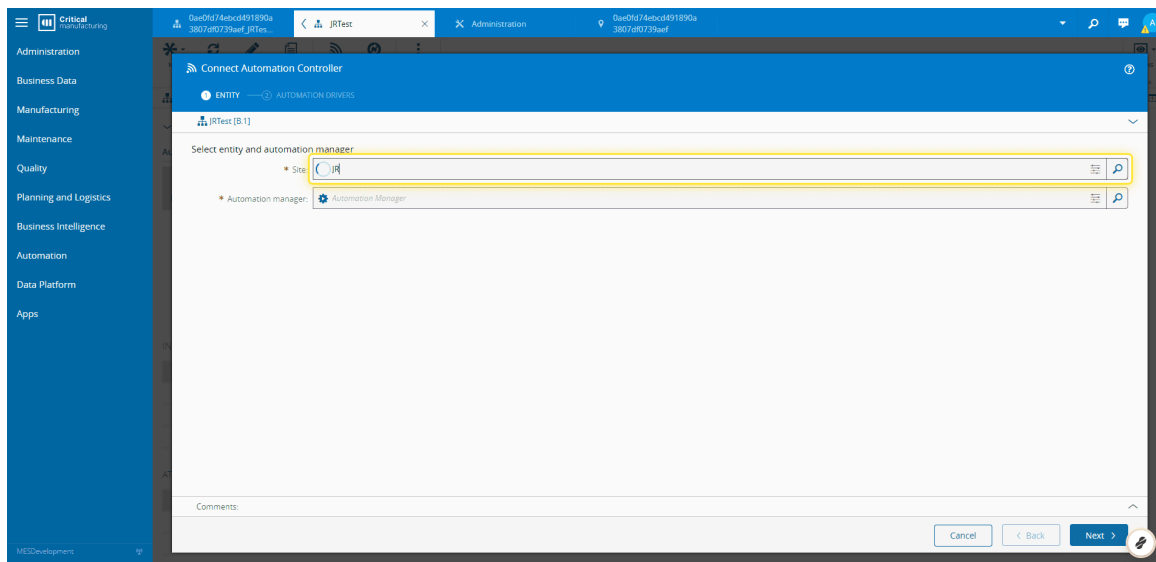 Critical
manufacturing
0ae0fd74ebcd491890a
3807df0739aef_JRTes...
JRTest
Administration
0ae0fd74ebcd491890a
3807df0739aef
A
Administration
Business Data
Manufacturing
Maintenance
Quality
Planning and Logistics
Business Intelligence
Automation
Data Platform
Apps
MESDevelopment
Connect Automation Controller
1 ENTITY 2 AUTOMATION DRIVERS
JRTest [B.1]
Select entity and automation manager
* Site: JR
* Automation manager: Automation Manager
Comments:
Cancel
< Back
Next >